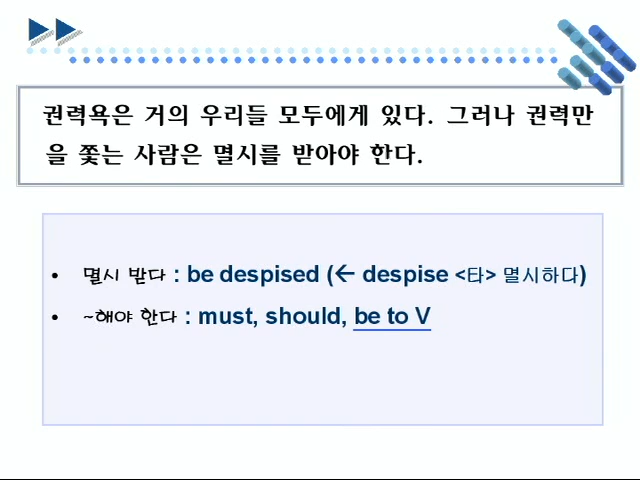 권력욕은 거의 우리들 모두에게 있다. 그러나 권력만
을 쫓는 사람은 멸시를 받아야 한다.
• 멸시 받다 : be despised (← despise <타> 멸시하다)
• ~해야 한다 : must, should, be to V